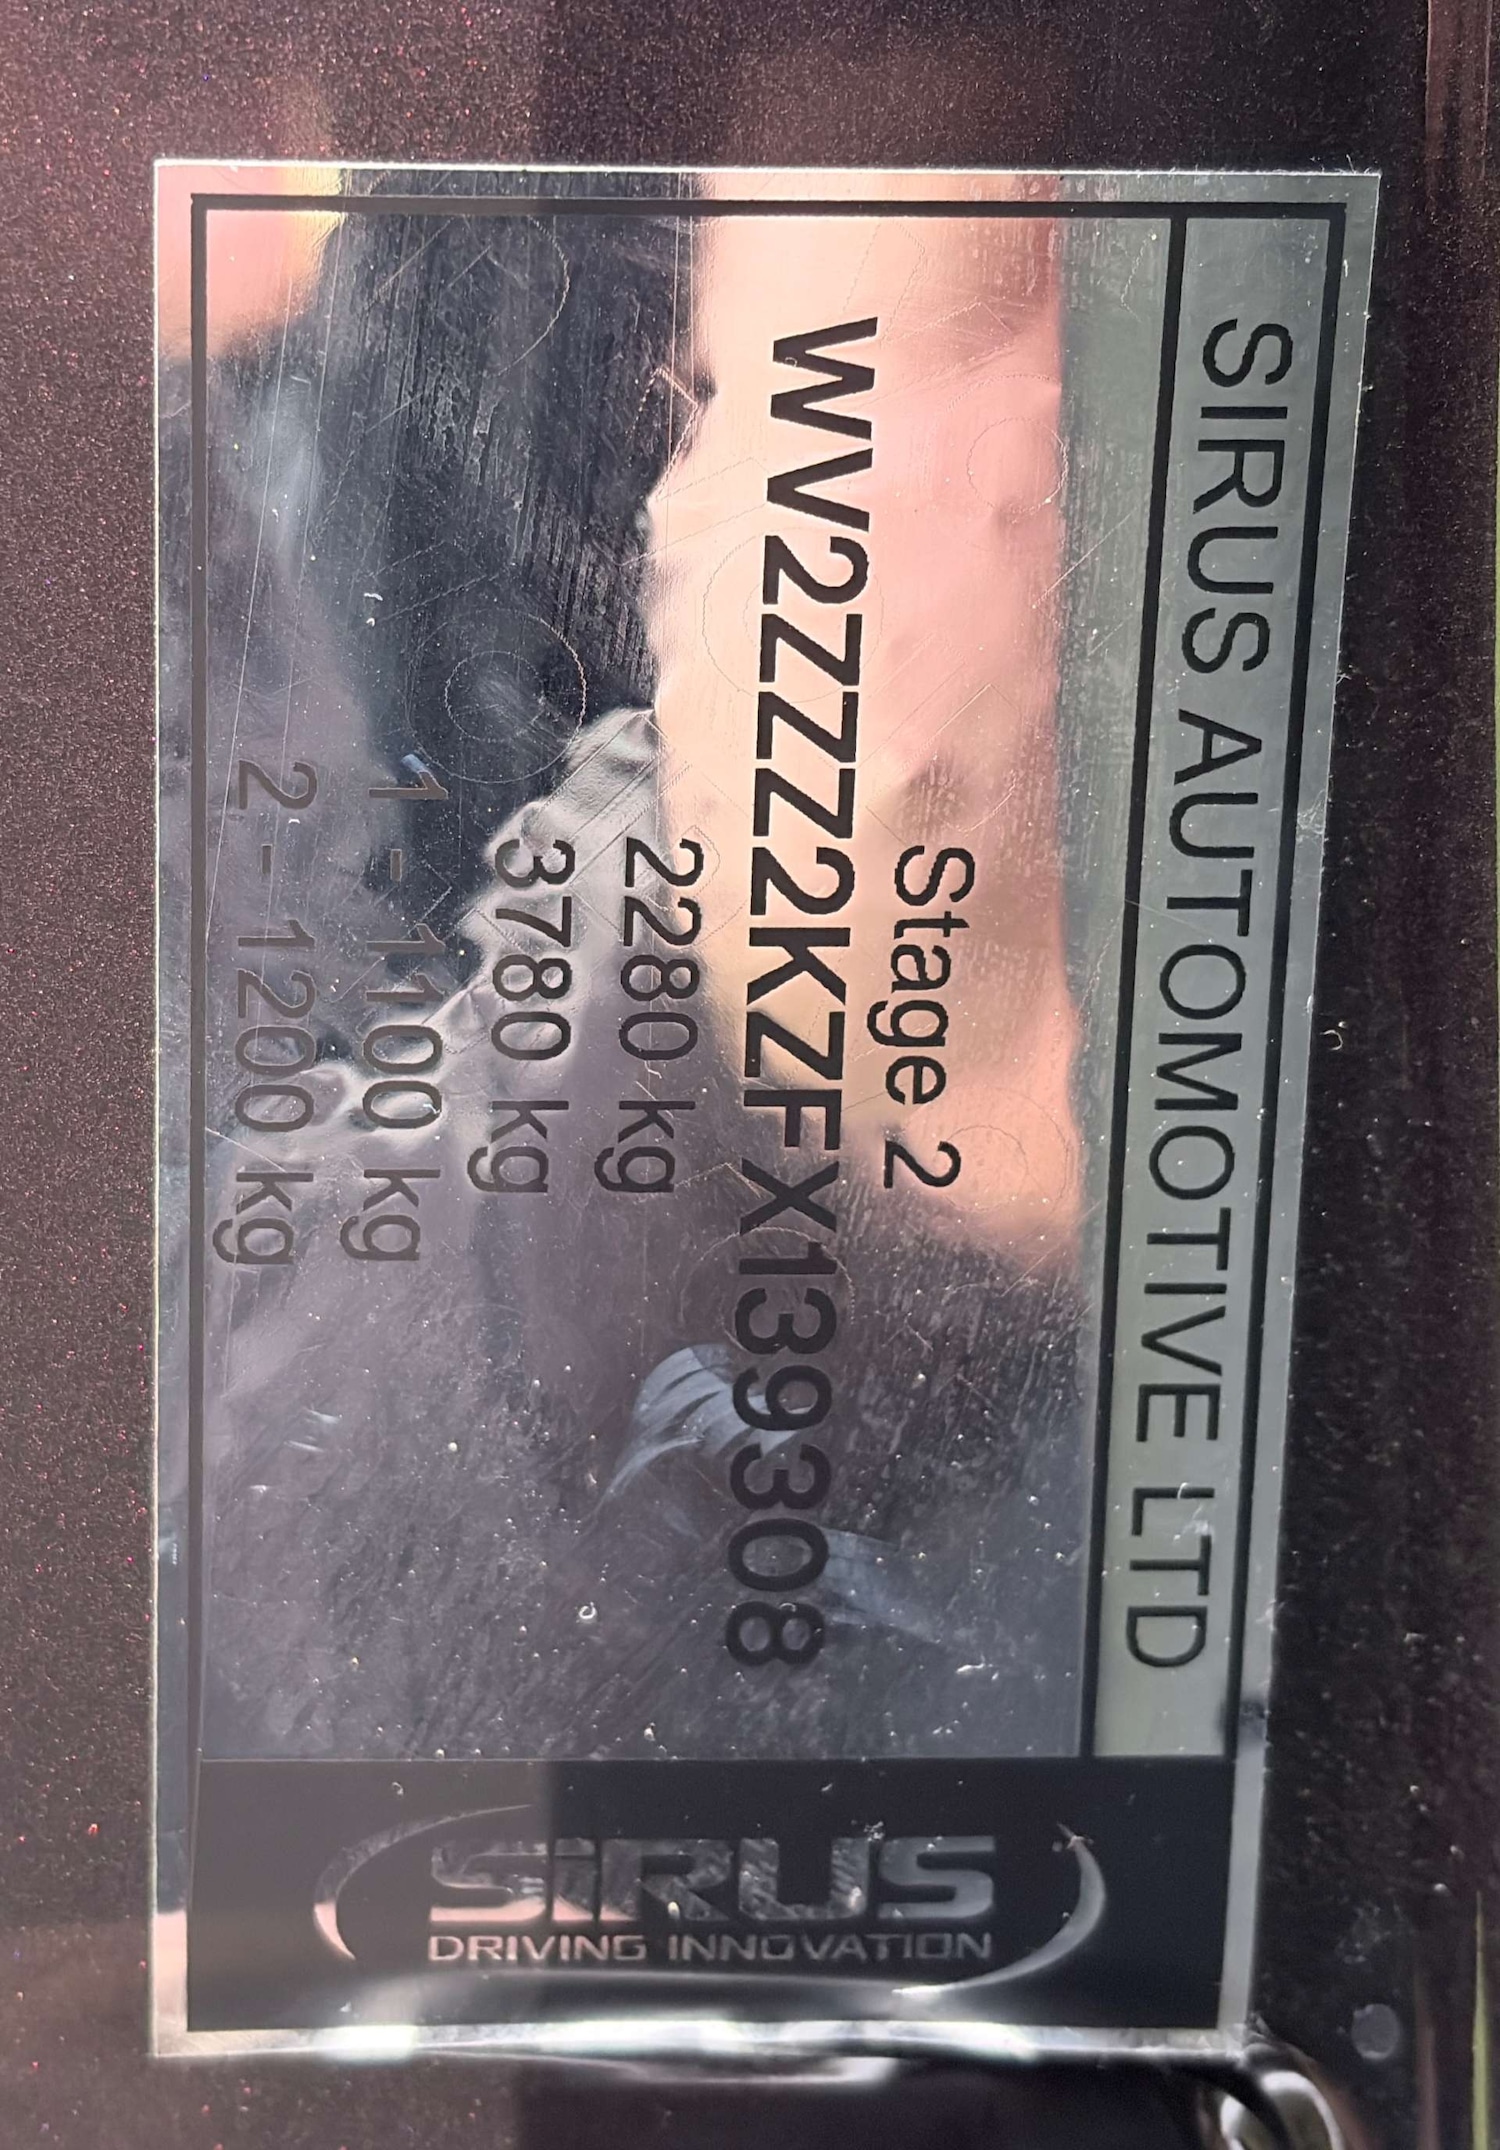 SIRUS AUTOMOTIVE LTD
Stage 2
WV2ZZZ2KZFX139308
2280 kg
3780 kg
1 - 1100 kg
2 - 1200 kg
SiRUS
DRIVING INNOVATION